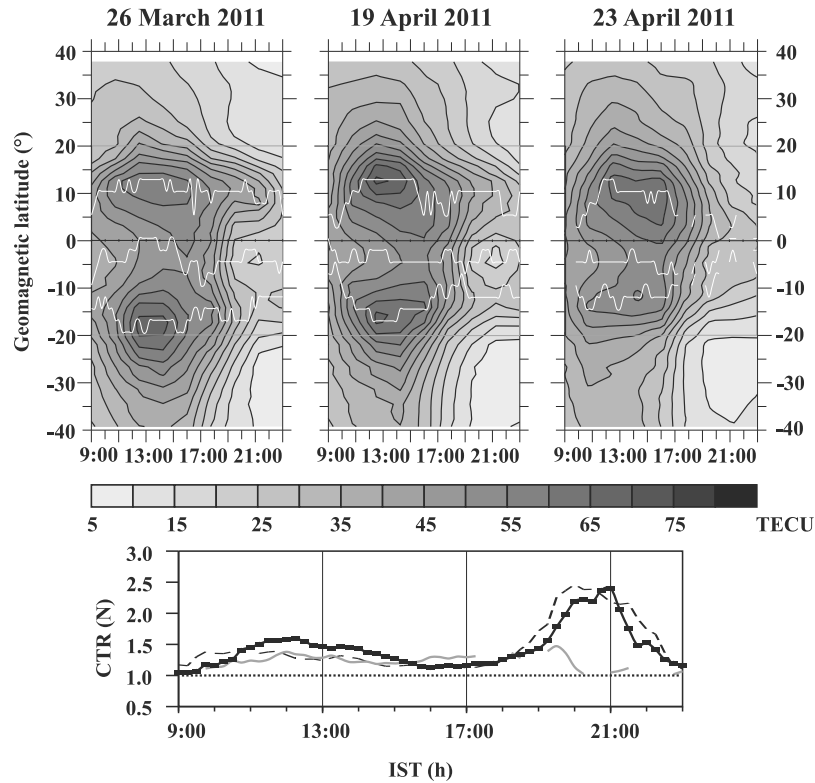 26 March 2011 19 April 2011 23 April 2011
40 40
30 30
20 20
10 10
0 0
-10 -10
-20 -20
-30 -30
-40 -40
Geomagnetic latitude (°)
9:00 13:00 17:00 21:00 9:00 13:00 17:00 21:00 9:00 13:00 17:00 21:00
5 15 25 35 45 55 65 75 TECU
3.0
2.5
2.0
1.5
1.0
0.5
CTR (N)
9:00 13:00 17:00 21:00
IST (h)